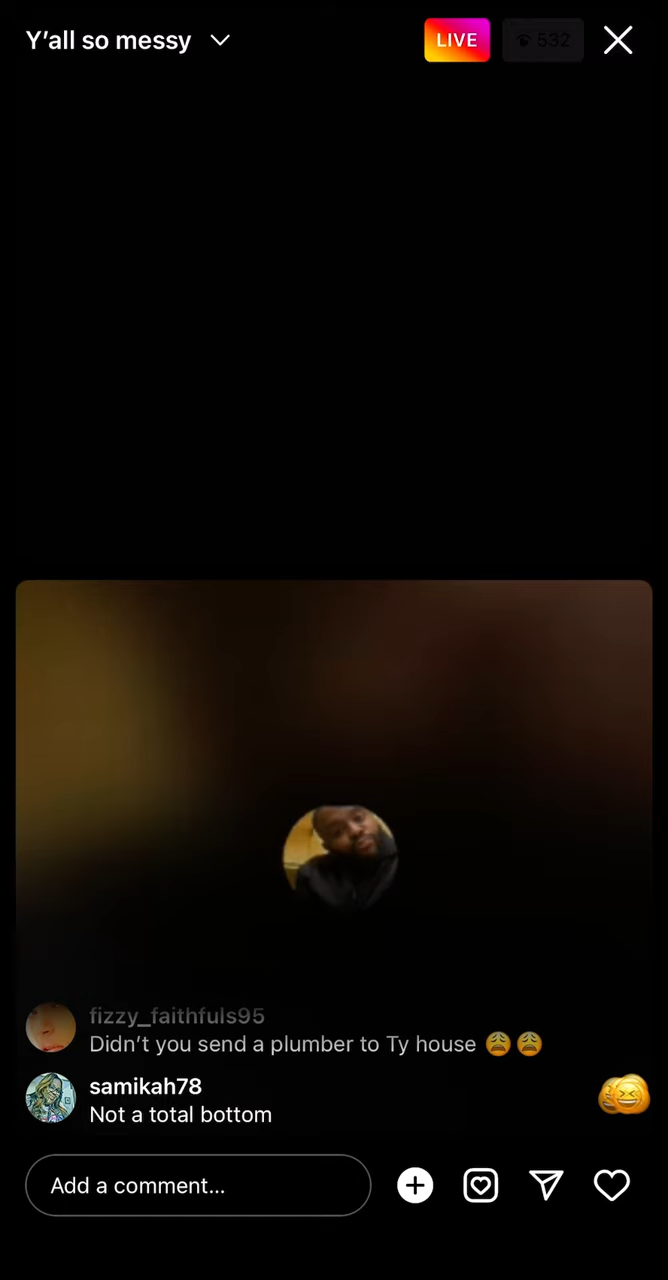 Y’all so messy
LIVE
532
fizzy_faithfuls95
Didn’t you send a plumber to Ty house 😩😩
samikah78
Not a total bottom
Add a comment...